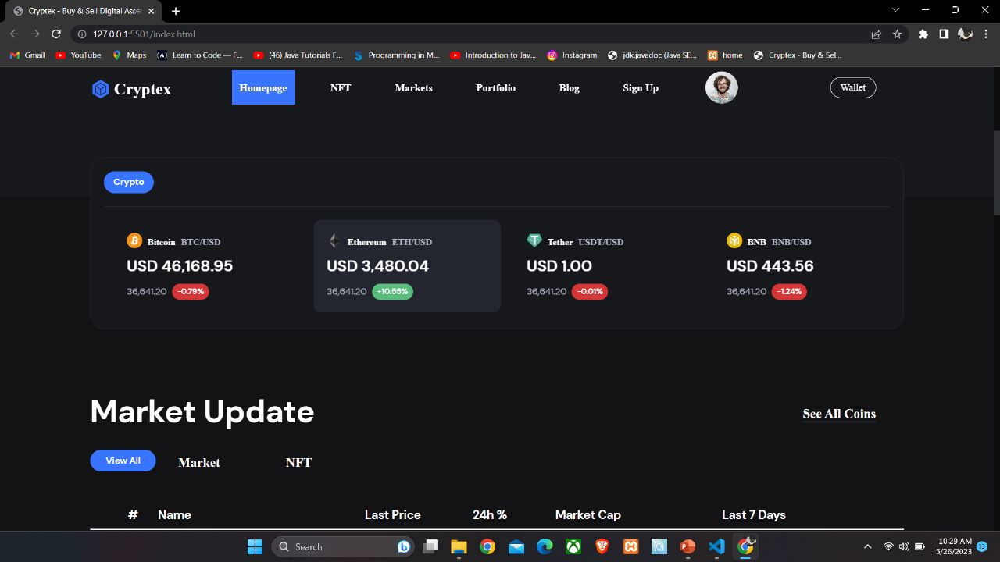 Cryptex - Buy & Sell Digital Asset
127.0.0.1:5501/index.html
Gmail YouTube Maps Learn to Code — F... (46) Java Tutorials F... Programming in M... Introduction to Jav... Instagram jdk.javadoc (Java SE... home Cryptex - Buy & Sel...
Cryptex Homepage NFT Markets Portfolio Blog Sign Up Wallet
Crypto
Bitcoin BTC/USD Ethereum ETH/USD Tether USDT/USD BNB BNB/USD
USD 46,168.95 USD 3,480.04 USD 1.00 USD 443.56
36,641.20 -0.79% 36,641.20 +10.55% 36,641.20 -0.01% 36,641.20 -1.24%
Market Update See All Coins
View All Market NFT
# Name Last Price 24h % Market Cap Last 7 Days
Search 10:29 AM
5/26/2023 13